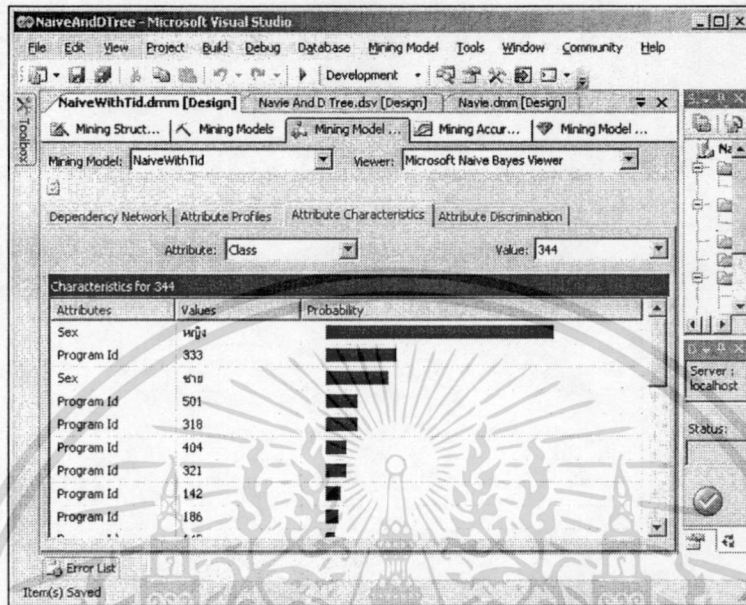 NaiveAndDTree - Microsoft Visual Studio
File Edit View Project Build Debug Database Mining Model Tools Window Community Help
Development
Toolbox
NaiveWithTid.dmm [Design] Navie And D Tree.dsv [Design] Navie.dmm [Design]
Mining Struct... Mining Models Mining Model ... Mining Accur... Mining Model ...
Mining Model: NaiveWithTid Viewer: Microsoft Naive Bayes Viewer
Dependency Network Attribute Profiles Attribute Characteristics Attribute Discrimination
Attribute: Class Value: 344
Characteristics for 344
Attributes Values Probability
Sex หญิง
Program Id 333
Sex ชาย
Program Id 501
Program Id 318
Program Id 404
Program Id 321
Program Id 142
Program Id 186
Server :
localhost
Status:
Error List
Item(s) Saved